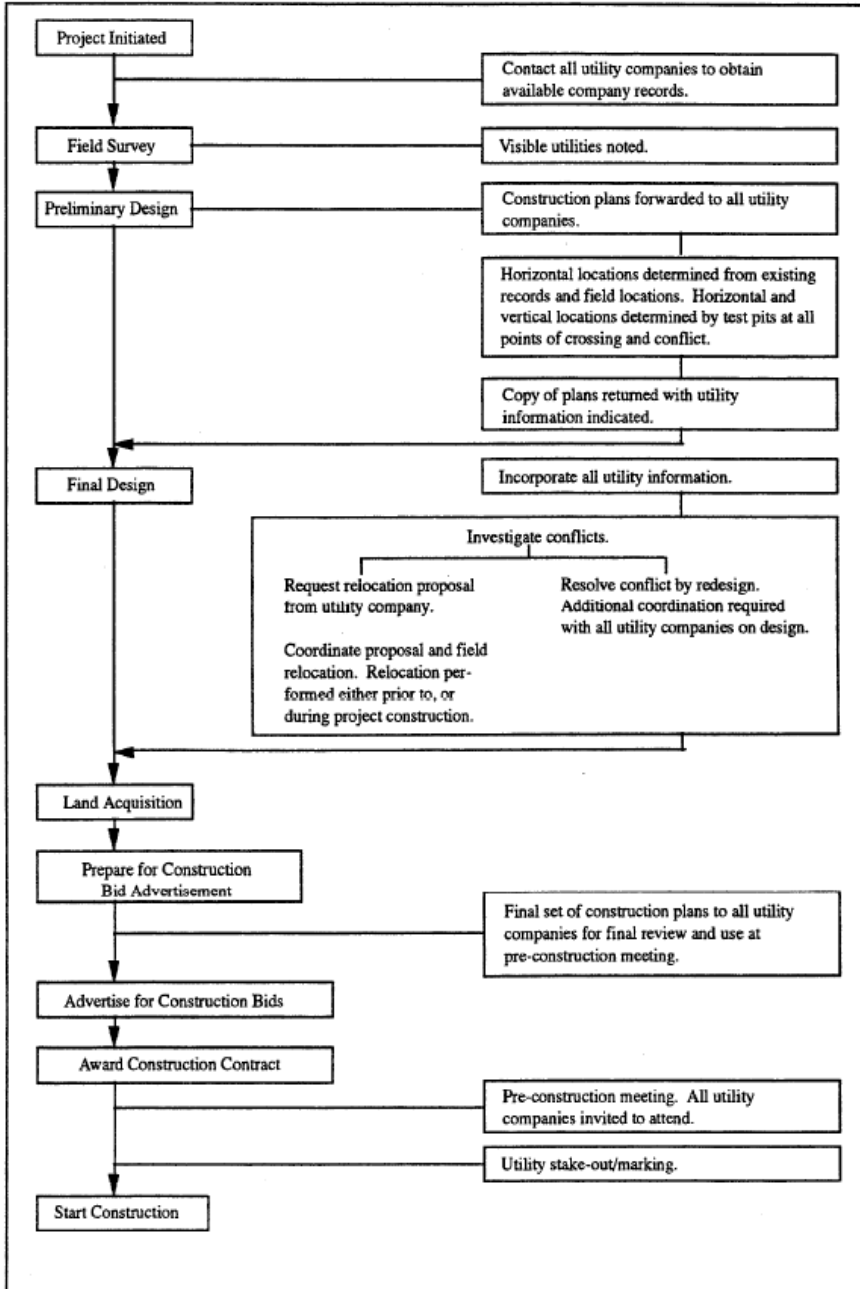 Project Initiated
Contact all utility companies to obtain
available company records.
Field Survey
Visible utilities noted.
Preliminary Design
Construction plans forwarded to all utility
companies.
Horizontal locations determined from existing
records and field locations. Horizontal and
vertical locations determined by test pits at all
points of crossing and conflict.
Copy of plans returned with utility
information indicated.
Final Design
Incorporate all utility information.
Investigate conflicts.
Request relocation proposal
from utility company.
Coordinate proposal and field
relocation. Relocation per-
formed either prior to, or
during project construction.
Resolve conflict by redesign.
Additional coordination required
with all utility companies on design.
Land Acquisition
Prepare for Construction
Bid Advertisement
Final set of construction plans to all utility
companies for final review and use at
pre-construction meeting.
Advertise for Construction Bids
Award Construction Contract
Pre-construction meeting. All utility
companies invited to attend.
Utility stake-out/marking.
Start Construction